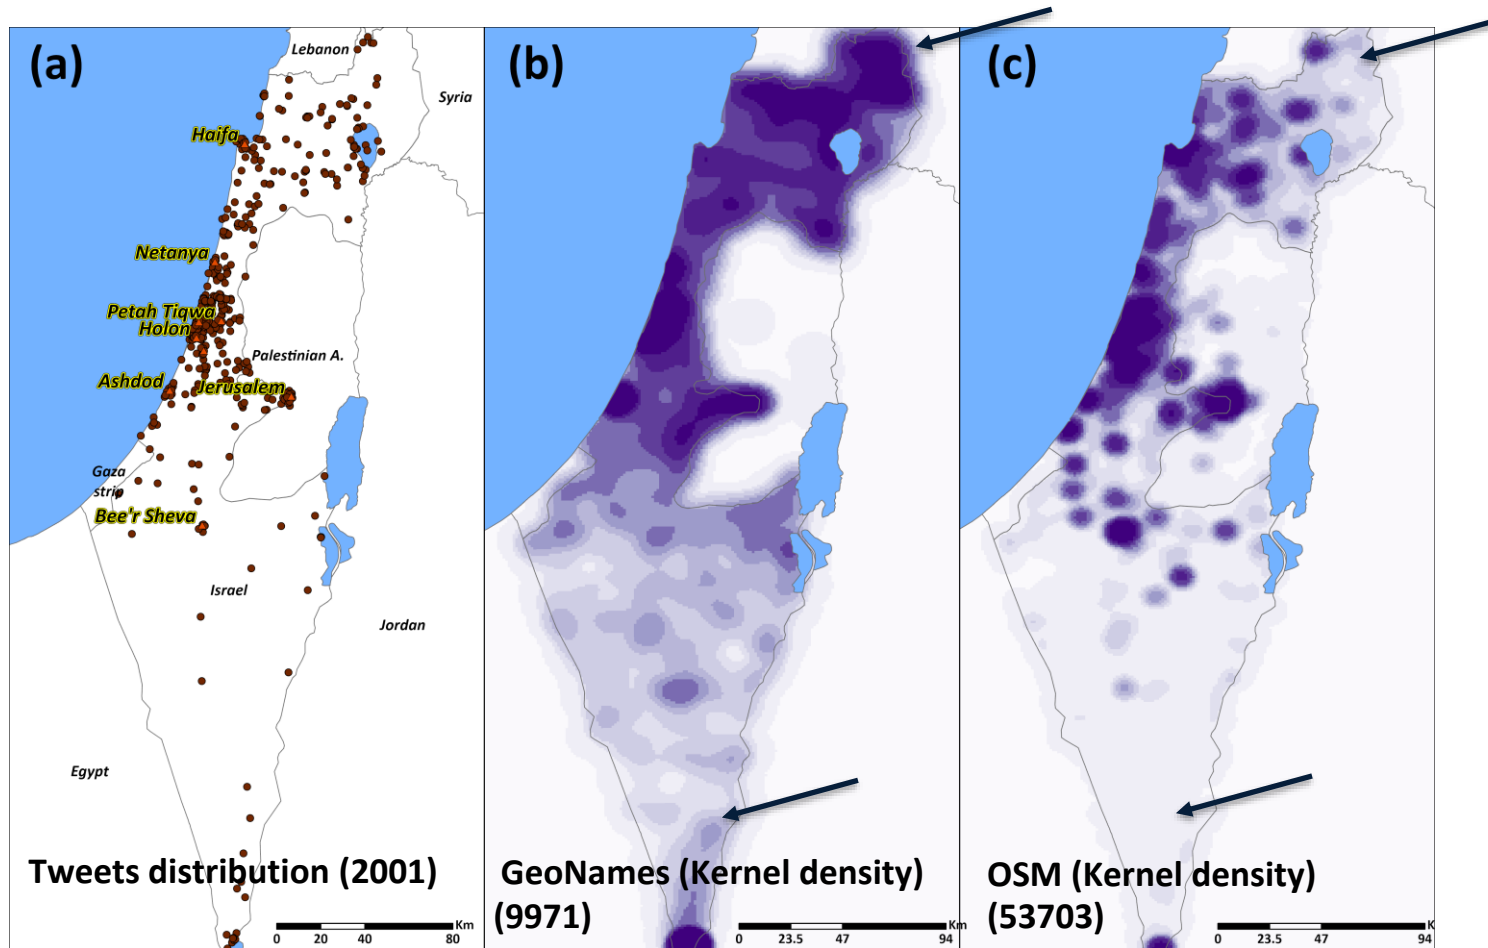 (a)
Lebanon
Syria
Haifa
Netanya
Petah Tiqwa
Holon
Palestinian A.
Ashdod
Jerusalem
Gaza
strip
Bee'r Sheva
Israel
Jordan
Egypt
Tweets distribution (2001)
Km
0 20 40 80
(b)
GeoNames (Kernel density)
(9971)
Km
0 23.5 47 94
(c)
OSM (Kernel density)
(53703)
K
0 23.5 47 94